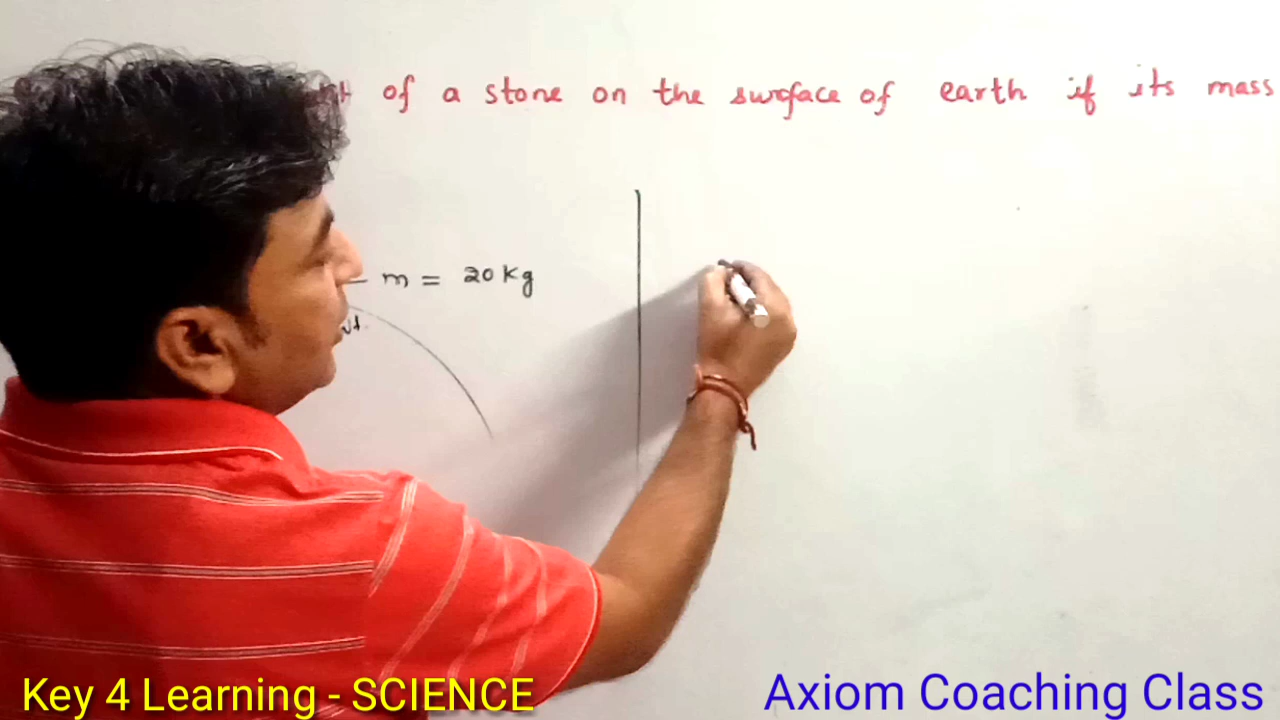 of a stone on the surface of earth if its mass
m = 20 kg
Key 4 Learning - SCIENCE
Axiom Coaching Class